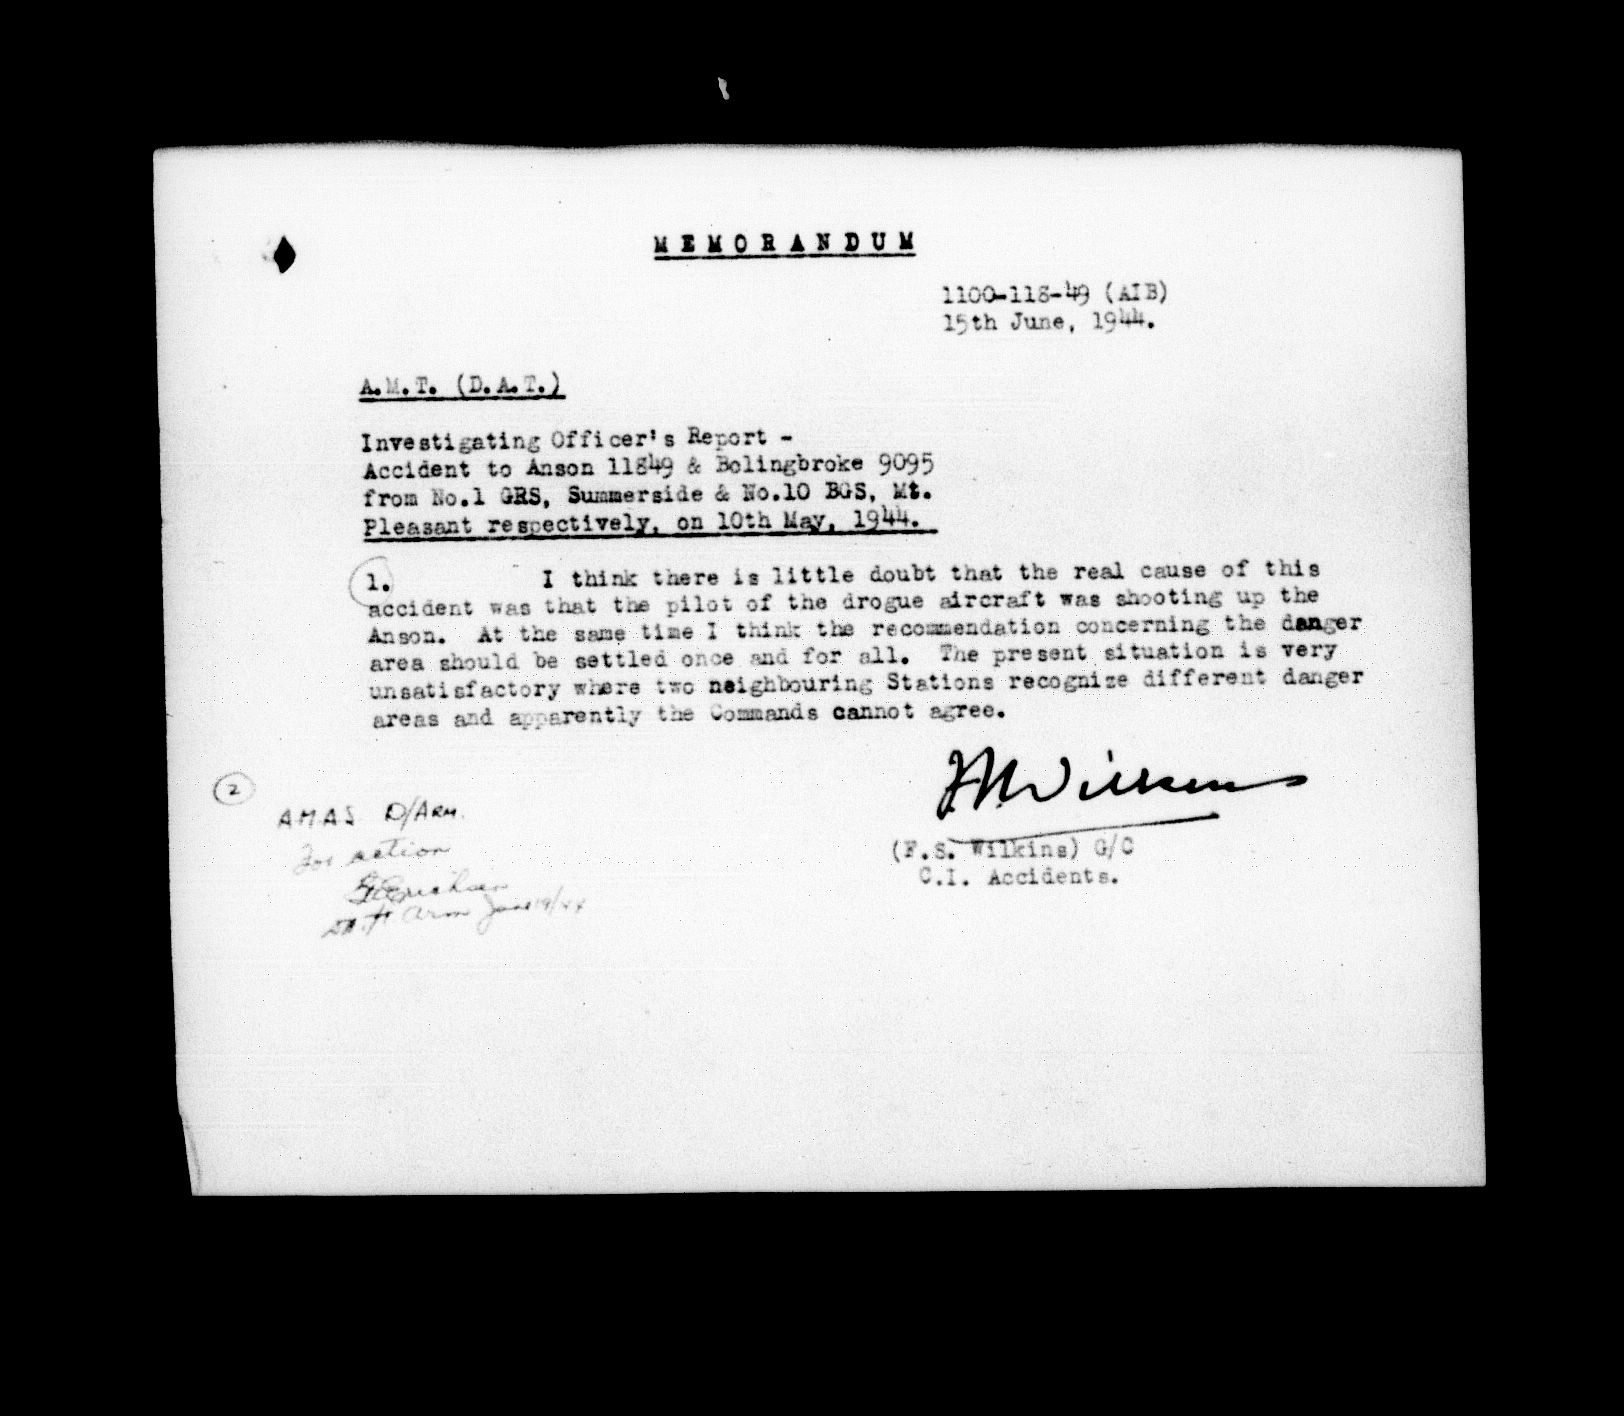 MEMORANDUM
1100-118-49 (AIB)
15th June, 1944.
A.M.T. (D.A.T.)
Investigating Officer's Report -
Accident to Anson 11849 & Bolingbroke 9095
from No.1 GRS, Summerside & No.10 BGS, Mt.
Pleasant respectively, on 10th May, 1944.
1. I think there is little doubt that the real cause of this
accident was that the pilot of the drogue aircraft was shooting up the
Anson. At the same time I think the recommendation concerning the danger
area should be settled once and for all. The present situation is very
unsatisfactory where two neighbouring Stations recognize different danger
areas and apparently the Commands cannot agree.
FSWilkins
(F.S. Wilkins) G/C
C.I. Accidents.
2
AMAS D/ARM.
for action
Arm June 19/44